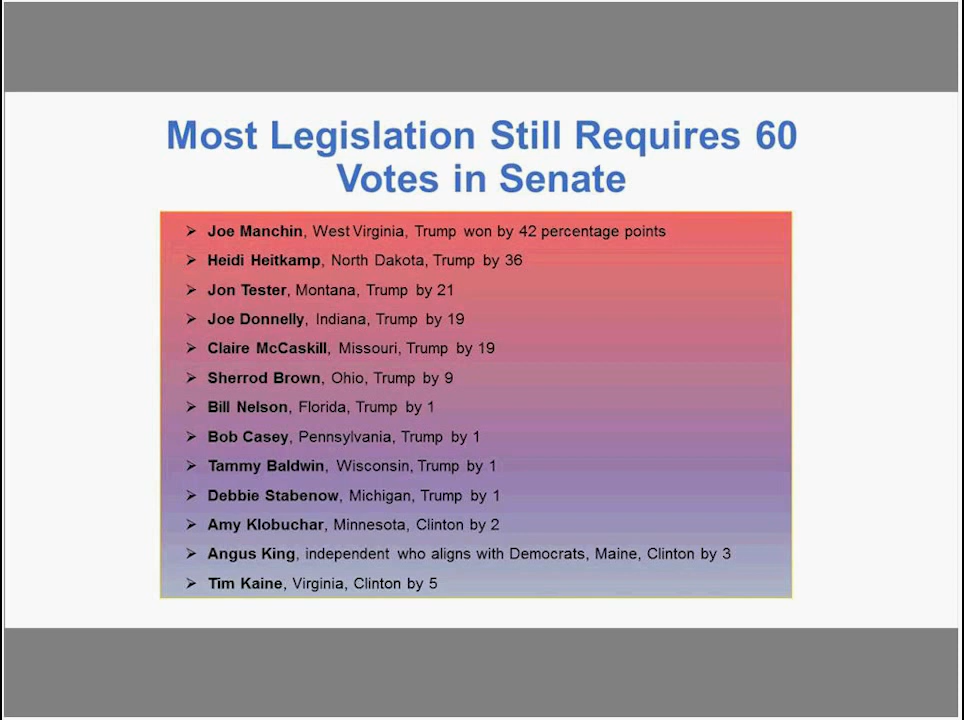 Most Legislation Still Requires 60
Votes in Senate
➢ Joe Manchin, West Virginia, Trump won by 42 percentage points
➢ Heidi Heitkamp, North Dakota, Trump by 36
➢ Jon Tester, Montana, Trump by 21
➢ Joe Donnelly, Indiana, Trump by 19
➢ Claire McCaskill, Missouri, Trump by 19
➢ Sherrod Brown, Ohio, Trump by 9
➢ Bill Nelson, Florida, Trump by 1
➢ Bob Casey, Pennsylvania, Trump by 1
➢ Tammy Baldwin, Wisconsin, Trump by 1
➢ Debbie Stabenow, Michigan, Trump by 1
➢ Amy Klobuchar, Minnesota, Clinton by 2
➢ Angus King, independent who aligns with Democrats, Maine, Clinton by 3
➢ Tim Kaine, Virginia, Clinton by 5